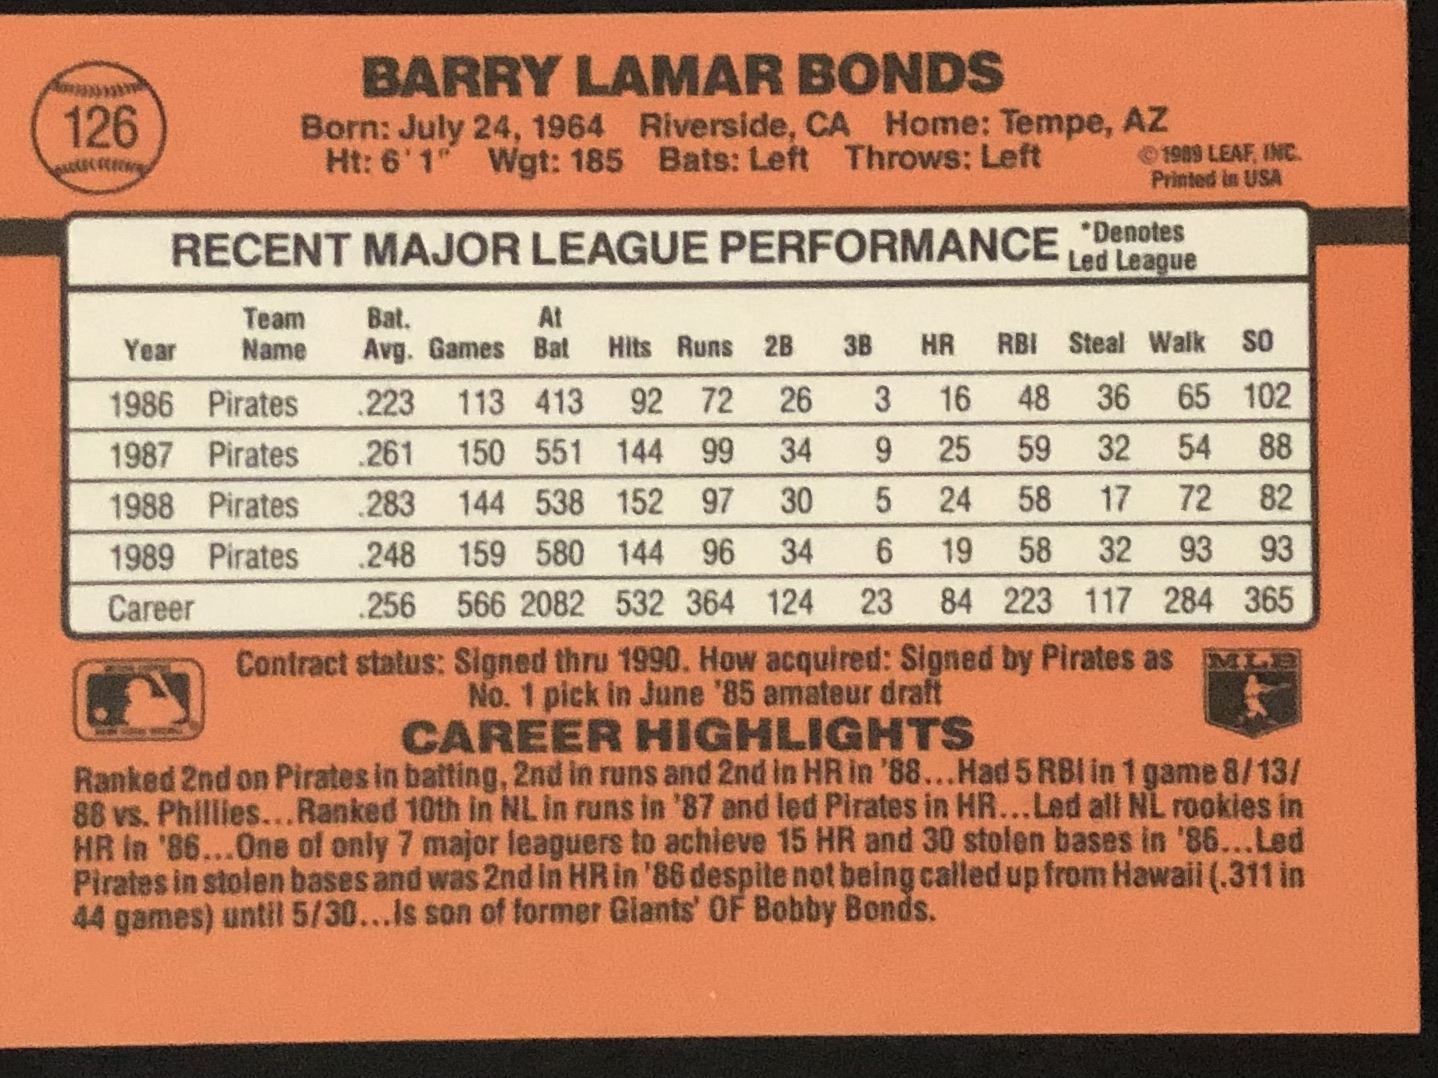 126
BARRY LAMAR BONDS
Born: July 24, 1964 Riverside, CA Home: Tempe, AZ
Ht: 6' 1" Wgt: 185 Bats: Left Throws: Left
© 1989 LEAF, INC.
Printed in USA
RECENT MAJOR LEAGUE PERFORMANCE *Denotes
Led League
Year Team Name Bat. Avg. Games At Bat Hits Runs 2B 3B HR RBI Steal Walk SO
1986 Pirates .223 113 413 92 72 26 3 16 48 36 65 102
1987 Pirates .261 150 551 144 99 34 9 25 59 32 54 88
1988 Pirates .283 144 538 152 97 30 5 24 58 17 72 82
1989 Pirates .248 159 580 144 96 34 6 19 58 32 93 93
Career .256 566 2082 532 364 124 23 84 223 117 284 365
Contract status: Signed thru 1990. How acquired: Signed by Pirates as
No. 1 pick in June '85 amateur draft
MLB
CAREER HIGHLIGHTS
Ranked 2nd on Pirates in batting, 2nd in runs and 2nd in HR in '88...Had 5 RBI in 1 game 8/13/
88 vs. Phillies...Ranked 10th in NL in runs in '87 and led Pirates in HR...Led all NL rookies in
HR in '86...One of only 7 major leaguers to achieve 15 HR and 30 stolen bases in '86...Led
Pirates in stolen bases and was 2nd in HR in '86 despite not being called up from Hawaii (.311 in
44 games) until 5/30...Is son of former Giants' OF Bobby Bonds.